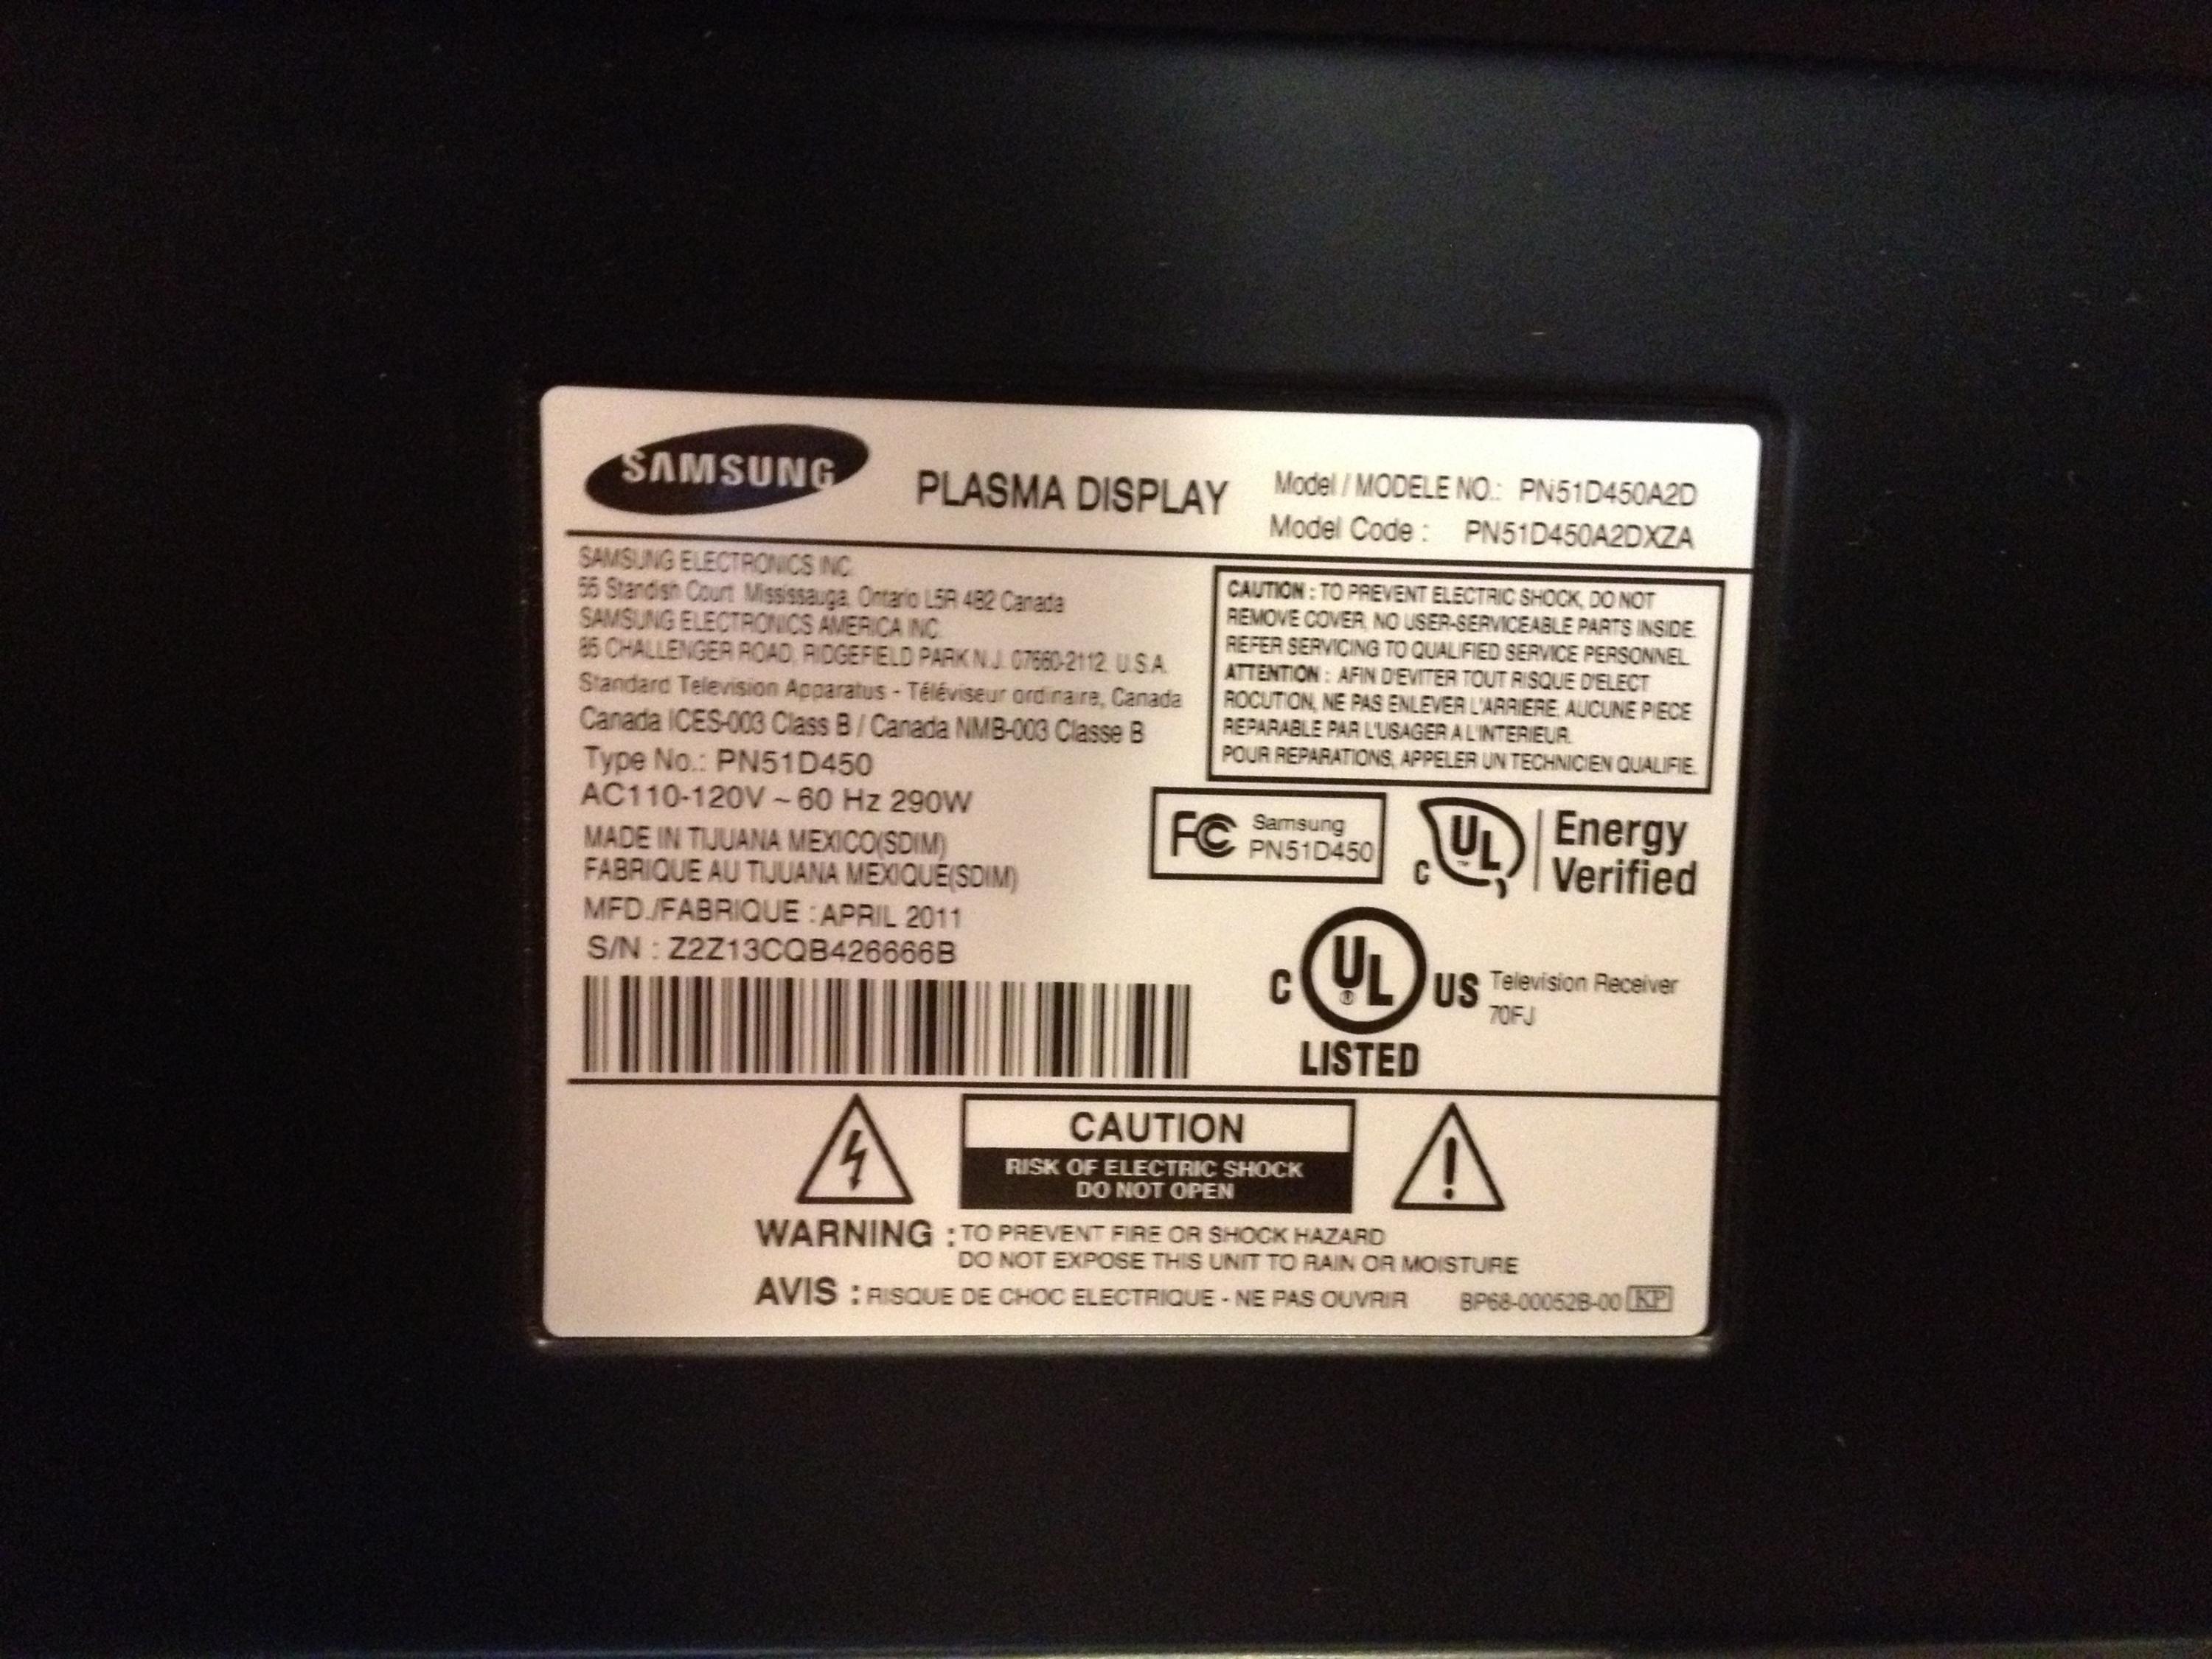 SAMSUNG
PLASMA DISPLAY
Model / MODELE NO.: PN51D450A2D
Model Code : PN51D450A2DXZA
SAMSUNG ELECTRONICS INC.
55 Standish Court. Mississauga, Ontario L5R 4B2 Canada
SAMSUNG ELECTRONICS AMERICA INC.
85 CHALLENGER ROAD, RIDGEFIELD PARK N.J. 07660-2112, U.S.A.
Standard Television Apparatus - Téléviseur ordinaire, Canada
Canada ICES-003 Class B / Canada NMB-003 Classe B
Type No.: PN51D450
AC110-120V ~ 60 Hz 290W
MADE IN TIJUANA MEXICO(SDIM)
FABRIQUE AU TIJUANA MEXIQUE(SDIM)
MFD./FABRIQUE : APRIL 2011
S/N : Z2Z13CQB426666B
CAUTION : TO PREVENT ELECTRIC SHOCK, DO NOT
REMOVE COVER, NO USER-SERVICEABLE PARTS INSIDE.
REFER SERVICING TO QUALIFIED SERVICE PERSONNEL.
ATTENTION : AFIN D'EVITER TOUT RISQUE D'ELECT
ROCUTION, NE PAS ENLEVER L'ARRIERE, AUCUNE PIECE
REPARABLE PAR L'USAGER A L'INTERIEUR.
POUR REPARATIONS, APPELER UN TECHNICIEN QUALIFIE.
FC Samsung
PN51D450
C UL ™ Energy
Verified
C UL ® US Television Receiver
70FJ
LISTED
CAUTION
RISK OF ELECTRIC SHOCK
DO NOT OPEN
WARNING : TO PREVENT FIRE OR SHOCK HAZARD
DO NOT EXPOSE THIS UNIT TO RAIN OR MOISTURE
AVIS : RISQUE DE CHOC ELECTRIQUE - NE PAS OUVRIR
BP68-00052B-00 KP